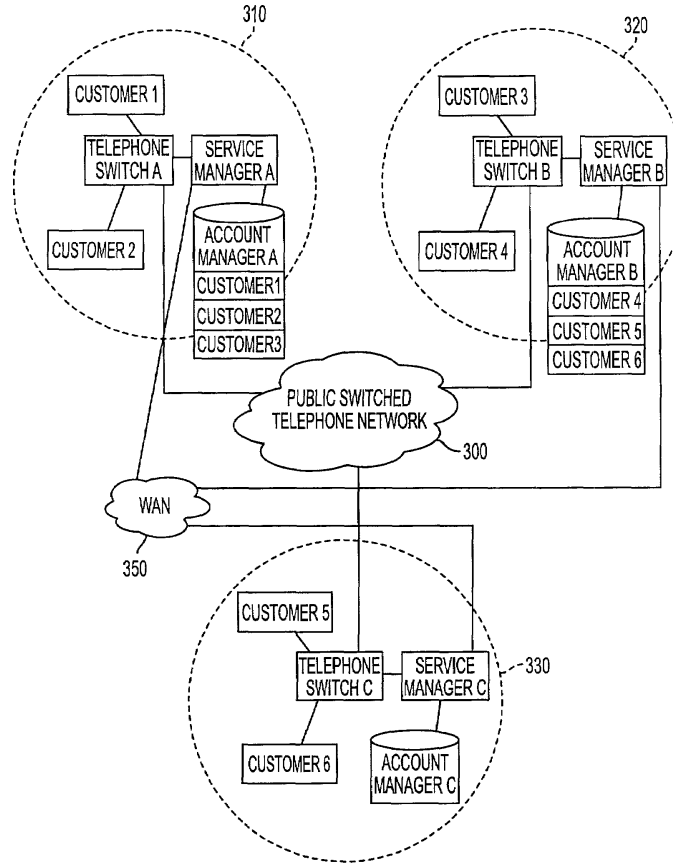 310
CUSTOMER 1
TELEPHONE
SWITCH A
SERVICE
MANAGER A
CUSTOMER 2
ACCOUNT
MANAGER A
CUSTOMER1
CUSTOMER2
CUSTOMER3
320
CUSTOMER 3
TELEPHONE
SWITCH B
SERVICE
MANAGER B
CUSTOMER 4
ACCOUNT
MANAGER B
CUSTOMER 4
CUSTOMER 5
CUSTOMER 6
PUBLIC SWITCHED
TELEPHONE NETWORK
300
WAN
350
330
CUSTOMER 5
TELEPHONE
SWITCH C
SERVICE
MANAGER C
CUSTOMER 6
ACCOUNT
MANAGER C